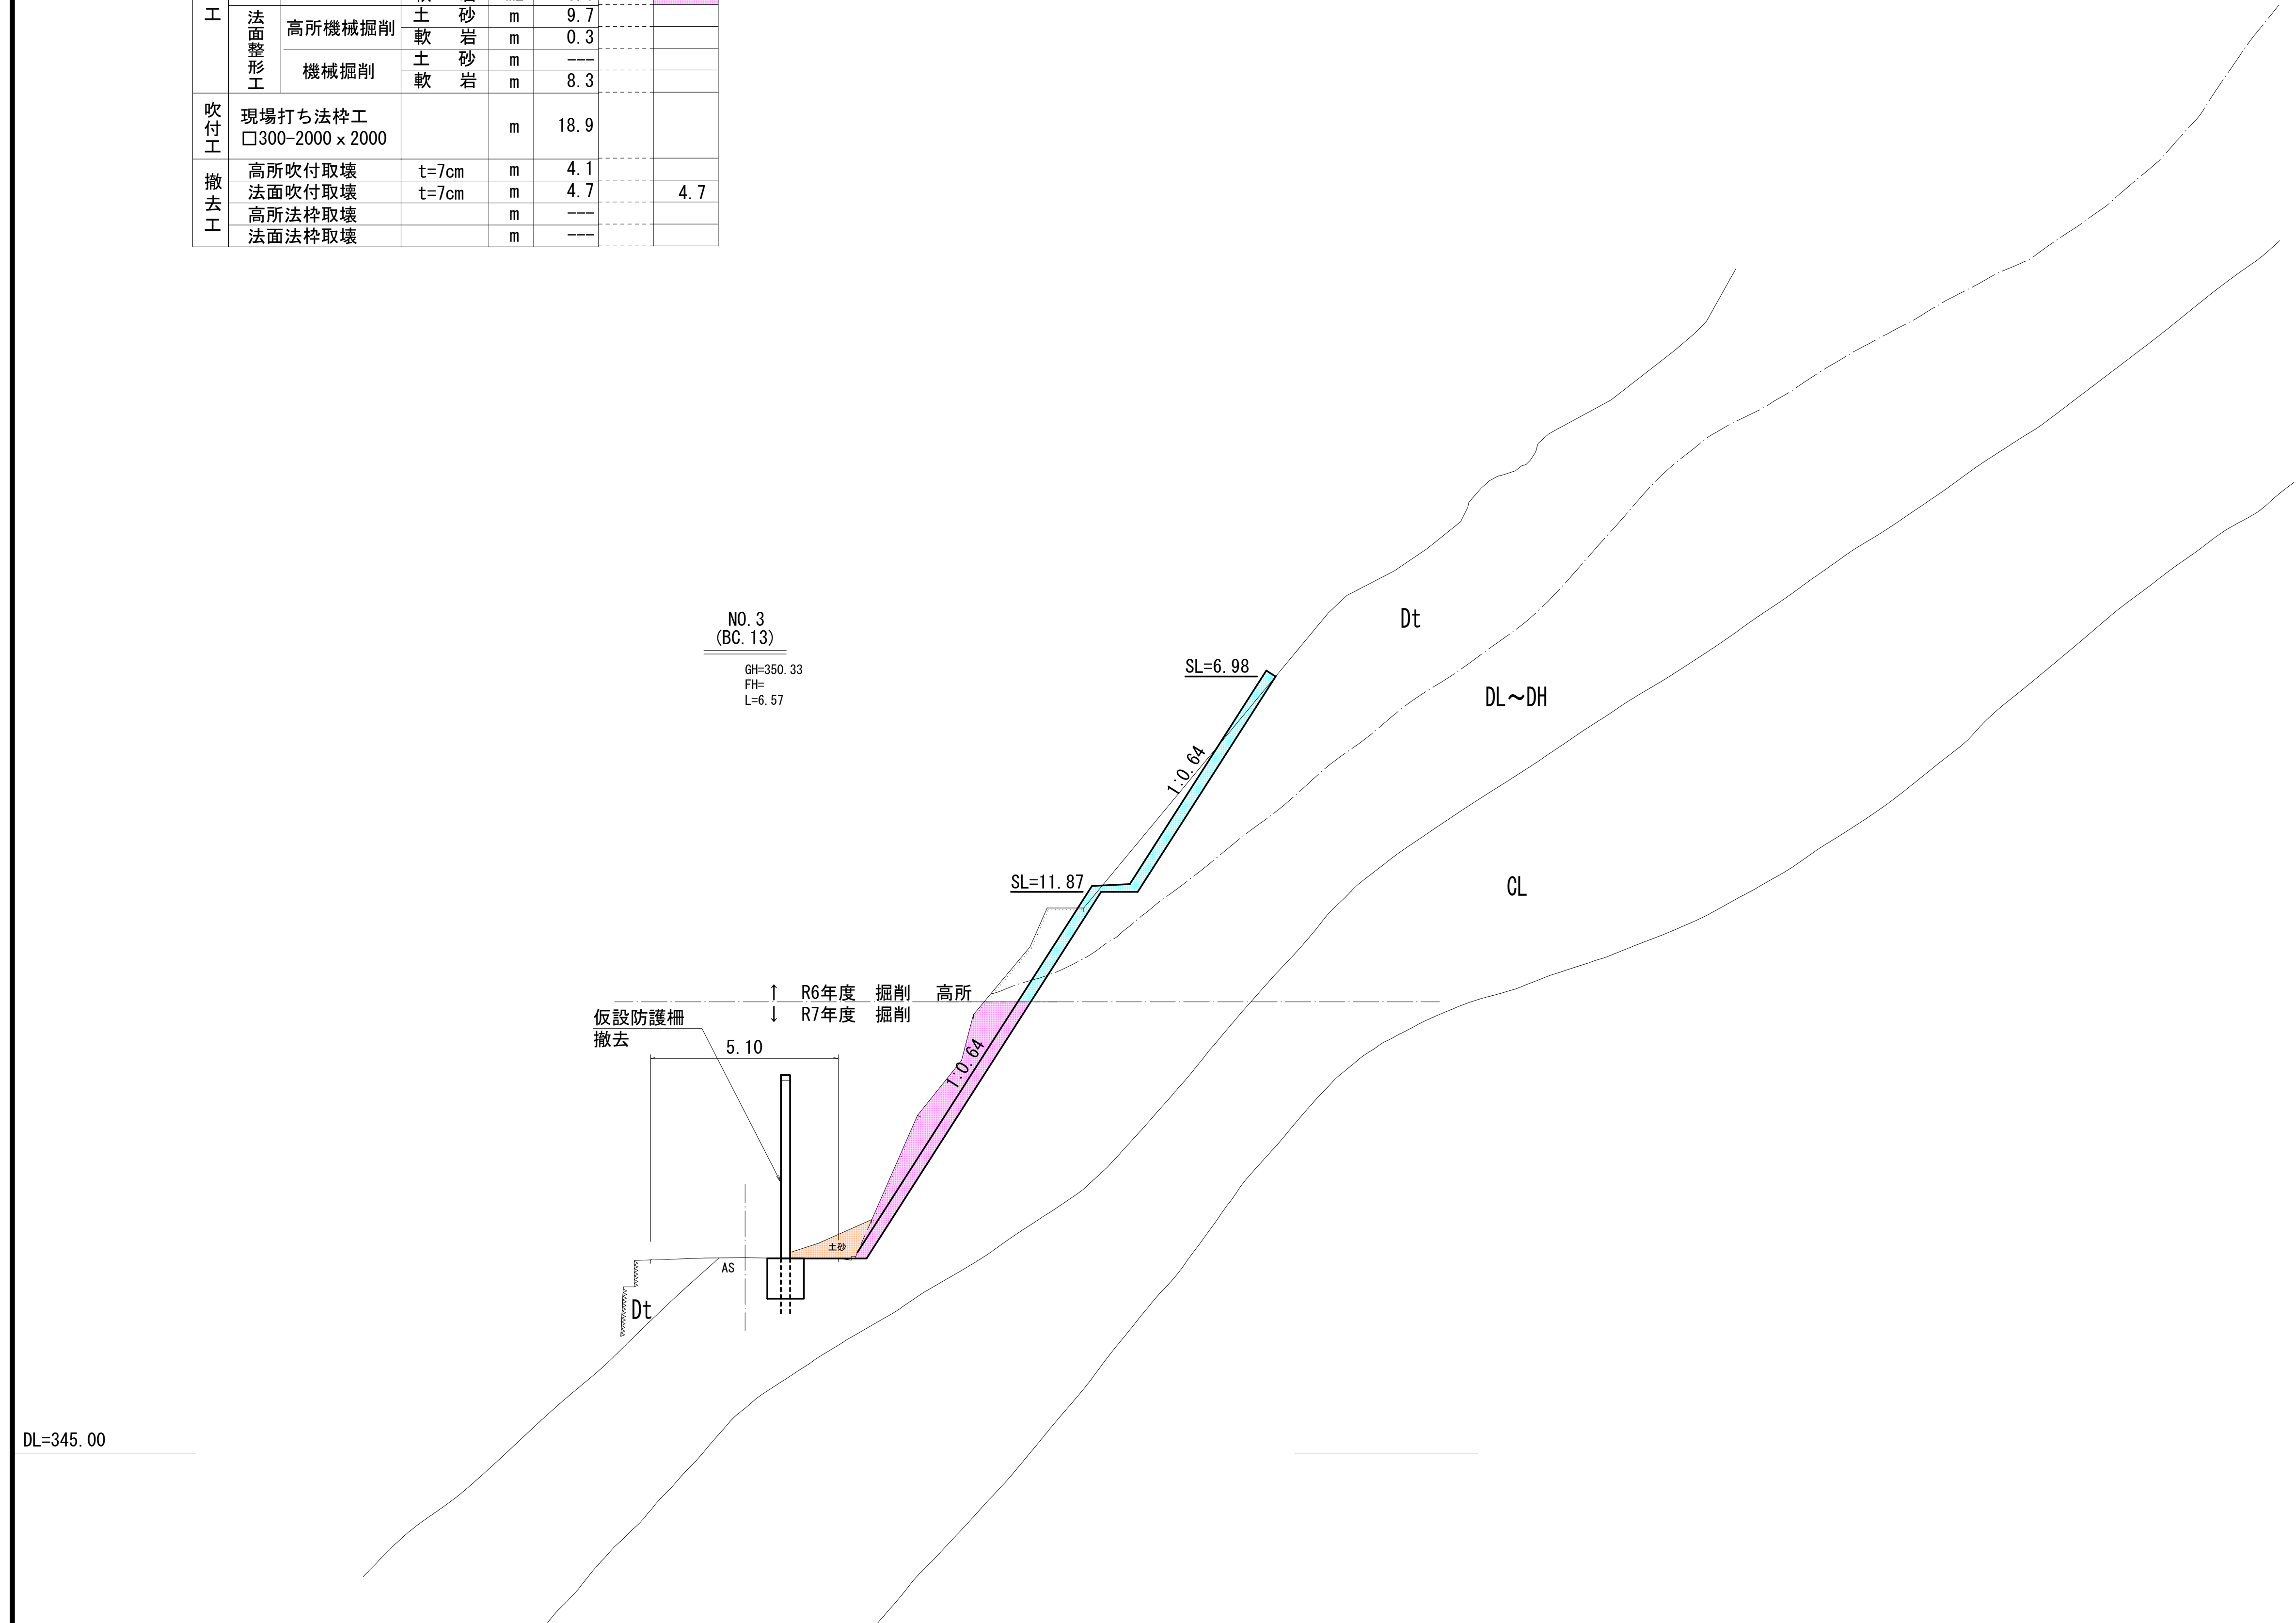 工
法面整形工
高所機械掘削
土 砂 m 9.7
軟 岩 m 0.3
機械掘削
土 砂 m ---
軟 岩 m 8.3
吹付工
現場打ち法枠工
□300-2000x2000
m 18.9
撤去工
高所吹付取壊 t=7cm m 4.1
法面吹付取壊 t=7cm m 4.7 4.7
高所法枠取壊 m ---
法面法枠取壊 m ---
NO.3
(BC.13)
GH=350.33
FH=
L=6.57
Dt
SL=6.98
DL～DH
1:0.64
SL=11.87
CL
↑ R6年度 掘削 高所
↓ R7年度 掘削
仮設防護柵
撤去
5.10
1:0.64
土砂
AS
Dt
DL=345.00